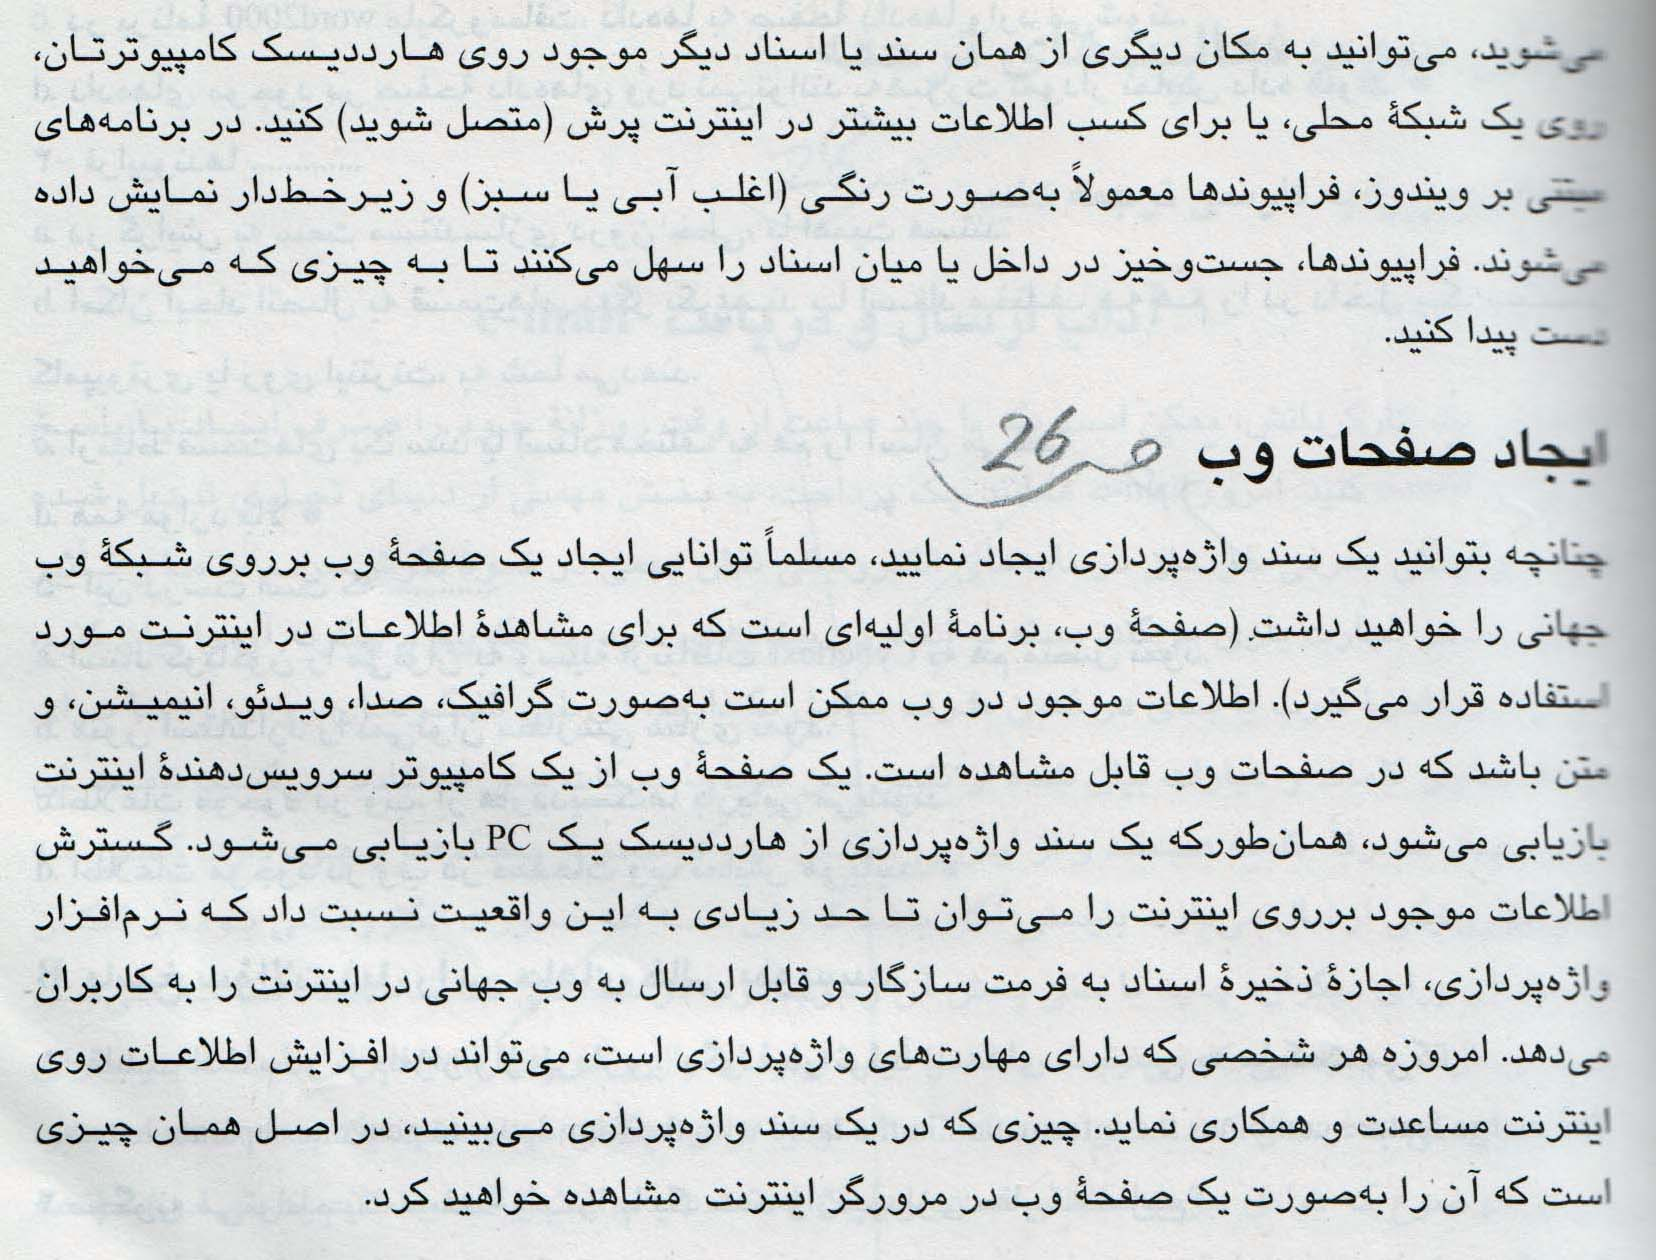 می‌شوید، می‌توانید به مکان دیگری از همان سند یا اسناد دیگر موجود روی هارددیسک کامپیوترتان،
روی یک شبکهٔ محلی، یا برای کسب اطلاعات بیشتر در اینترنت پرش (متصل شوید) کنید. در برنامه‌های
مبتنی بر ویندوز، فراپیوندها معمولاً به‌صورت رنگی (اغلب آبی یا سبز) و زیرخط‌دار نمایش داده
می‌شوند. فراپیوندها، جست‌وخیز در داخل یا میان اسناد را سهل می‌کنند تا به چیزی که می‌خواهید
دست پیدا کنید.
ایجاد صفحات وب صـ 26
چنانچه بتوانید یک سند واژه‌پردازی ایجاد نمایید، مسلماً توانایی ایجاد یک صفحهٔ وب برروی شبکهٔ وب
جهانی را خواهید داشت. (صفحهٔ وب، برنامهٔ اولیه‌ای است که برای مشاهدهٔ اطلاعات در اینترنت مورد
استفاده قرار می‌گیرد). اطلاعات موجود در وب ممکن است به‌صورت گرافیک، صدا، ویدئو، انیمیشن، و
متن باشد که در صفحات وب قابل مشاهده است. یک صفحهٔ وب از یک کامپیوتر سرویس‌دهندهٔ اینترنت
بازیابی می‌شود، همان‌طورکه یک سند واژه‌پردازی از هارددیسک یک PC بازیابی می‌شود. گسترش
اطلاعات موجود برروی اینترنت را می‌توان تا حد زیادی به این واقعیت نسبت داد که نرم‌افزار
واژه‌پردازی، اجازهٔ ذخیرهٔ اسناد به فرمت سازگار و قابل ارسال به وب جهانی در اینترنت را به کاربران
می‌دهد. امروزه هر شخصی که دارای مهارت‌های واژه‌پردازی است، می‌تواند در افزایش اطلاعات روی
اینترنت مساعدت و همکاری نماید. چیزی که در یک سند واژه‌پردازی می‌بینید، در اصل همان چیزی
است که آن را به‌صورت یک صفحهٔ وب در مرورگر اینترنت مشاهده خواهید کرد.